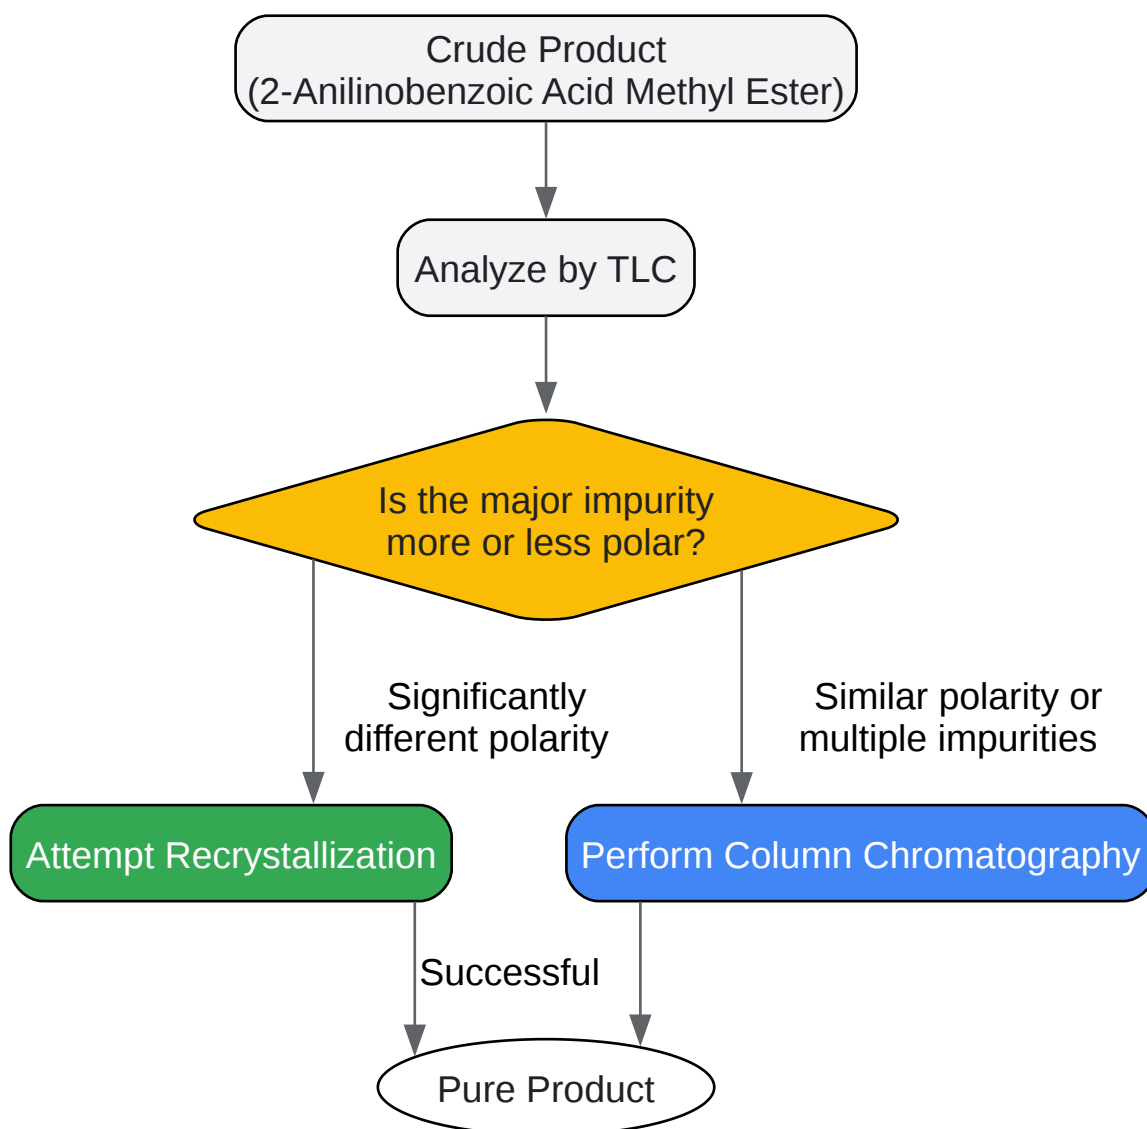 Crude Product
(2-Anilinobenzoic Acid Methyl Ester)
Analyze by TLC
Is the major impurity
more or less polar?
Significantly
different polarity
Similar polarity or
multiple impurities
Attempt Recrystallization
Perform Column Chromatography
Successful
Pure Product